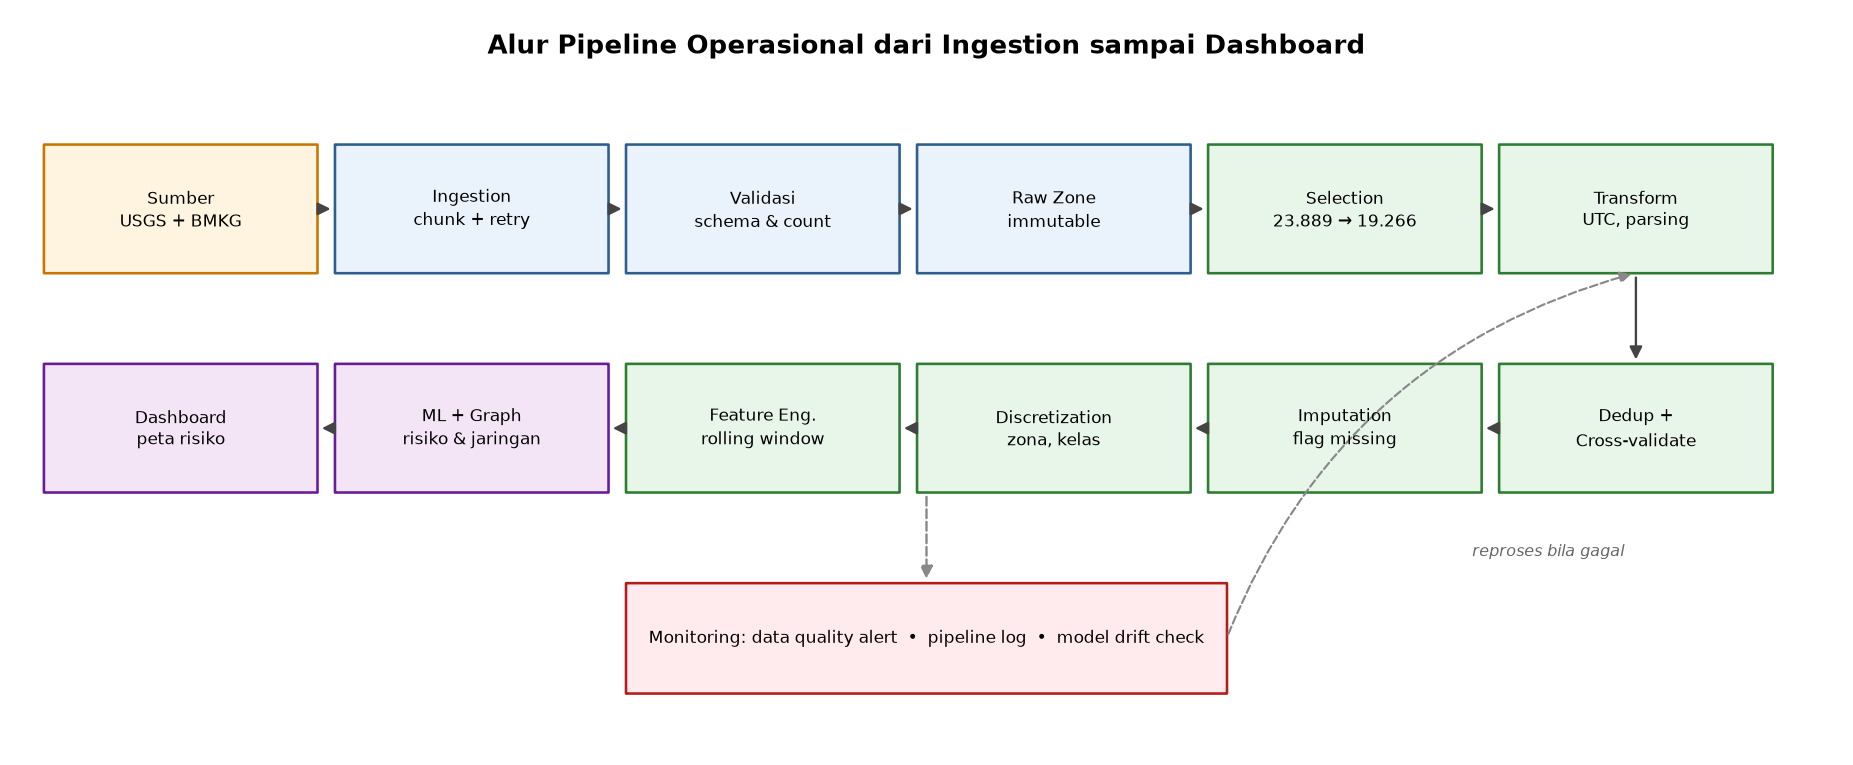 Alur Pipeline Operasional dari Ingestion sampai Dashboard
Sumber
USGS + BMKG
Ingestion
chunk + retry
Validasi
schema & count
Raw Zone
immutable
Selection
23.889 → 19.266
Transform
UTC, parsing
Dashboard
peta risiko
ML + Graph
risiko & jaringan
Feature Eng.
rolling window
Discretization
zona, kelas
Imputation
flag missing
Dedup +
Cross-validate
reproses bila gagal
Monitoring: data quality alert • pipeline log • model drift check